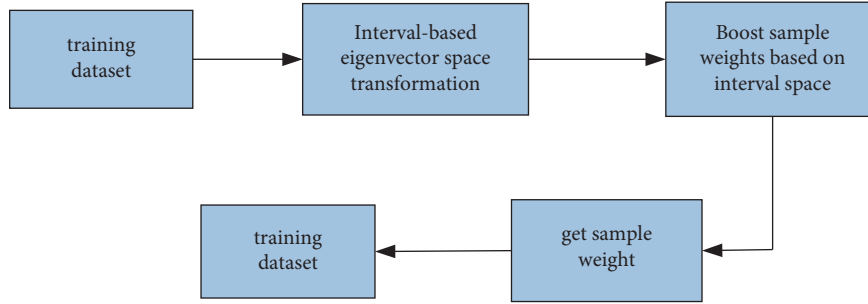 training
dataset
Interval-based
eigenvector space
transformation
Boost sample
weights based on
interval space
training
dataset
get sample
weight